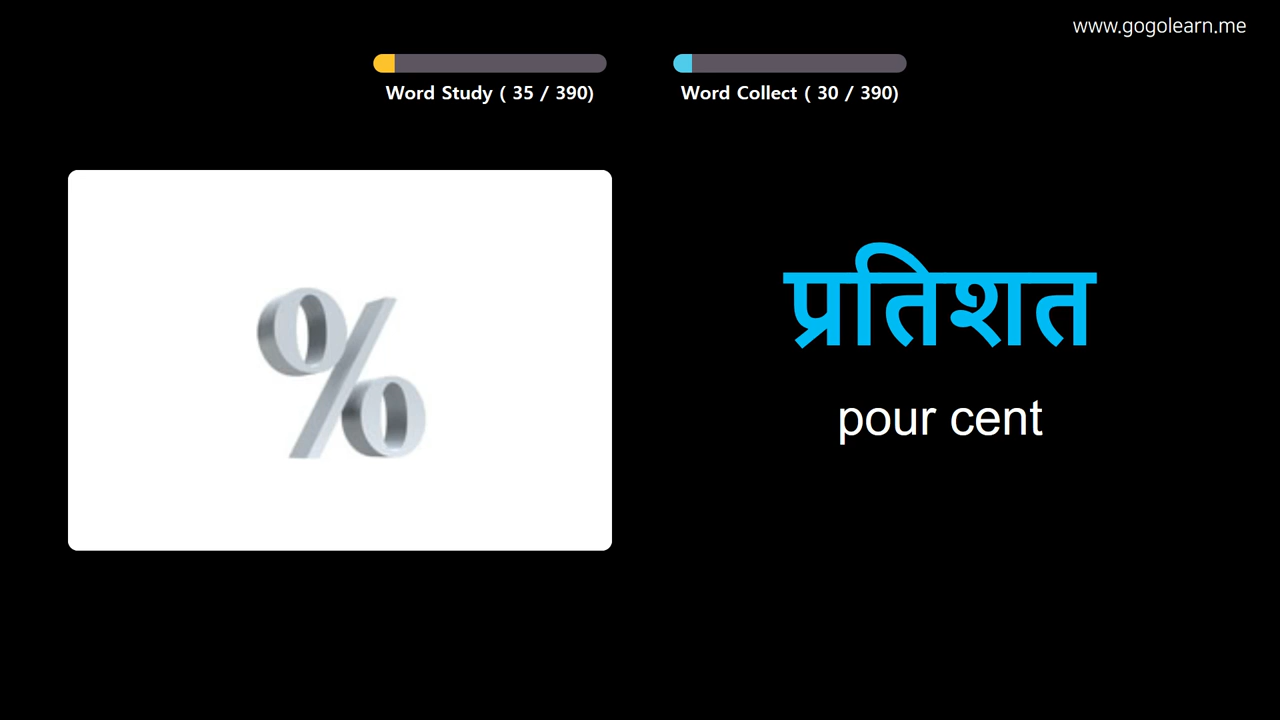 www.gogolearn.me
Word Study ( 35 / 390)
Word Collect ( 30 / 390)
%
प्रतिशत
pour cent